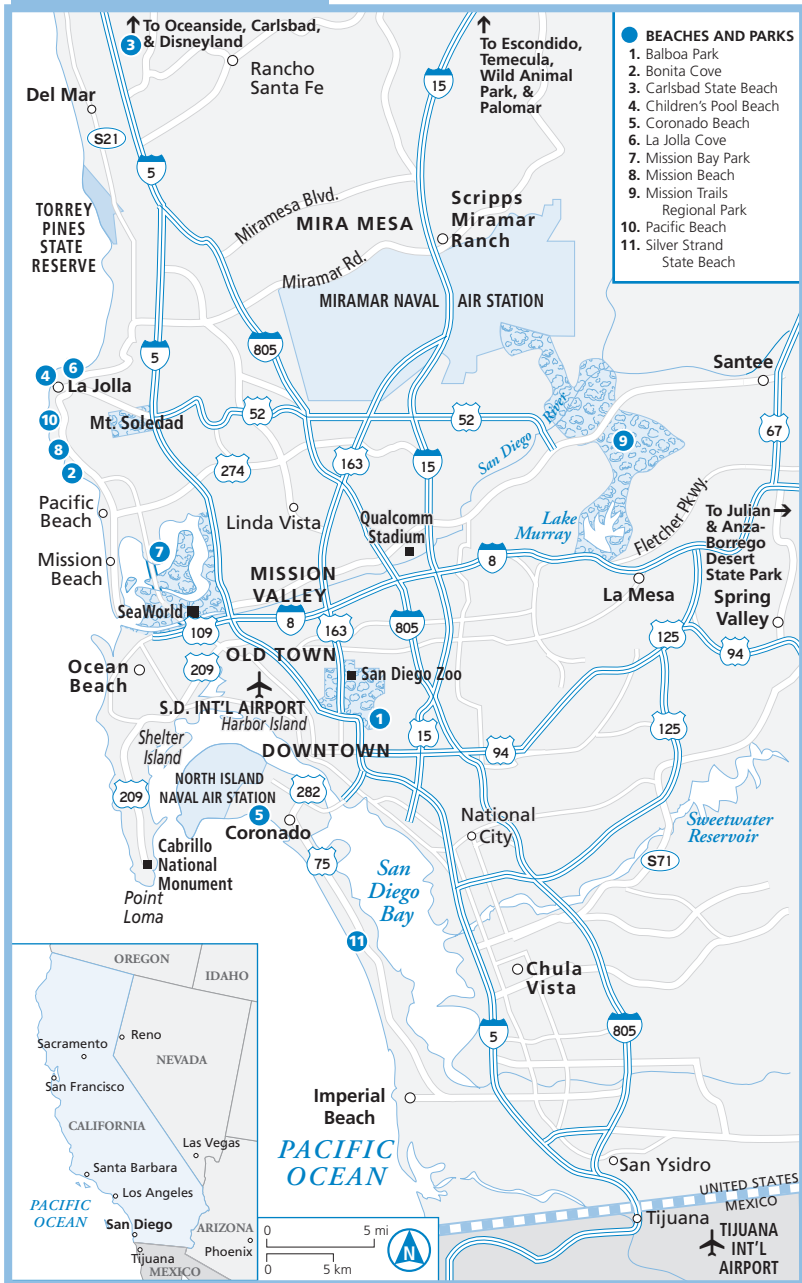 To Oceanside, Carlsbad,
& Disneyland
3
Rancho
Santa Fe
Del Mar
S21
5
To Escondido,
Temecula,
Wild Animal
Park, &
Palomar
15
BEACHES AND PARKS
1. Balboa Park
2. Bonita Cove
3. Carlsbad State Beach
4. Children's Pool Beach
5. Coronado Beach
6. La Jolla Cove
7. Mission Bay Park
8. Mission Beach
9. Mission Trails
Regional Park
10. Pacific Beach
11. Silver Strand
State Beach
TORREY
PINES
STATE
RESERVE
Miramesa Blvd.
MIRA MESA
Scripps
Miramar
Ranch
Miramar Rd.
MIRAMAR NAVAL AIR STATION
5
805
4
6
La Jolla
Santee
10
Mt. Soledad
52
52
San Diego River
9
67
8
2
274
163
15
Pacific
Beach
Linda Vista
Qualcomm
Stadium
Lake
Murray
Fletcher Pkwy.
To Julian
& Anza-
Borrego
Desert
State Park
Mission
Beach
7
8
MISSION
VALLEY
La Mesa
Spring
Valley
SeaWorld
109
8
163
805
125
94
OLD TOWN
Ocean
Beach
209
San Diego Zoo
S.D. INT'L AIRPORT
Harbor Island
1
15
125
Shelter
Island
DOWNTOWN
94
NORTH ISLAND
NAVAL AIR STATION
209
282
5
Coronado
National
City
Sweetwater
Reservoir
Cabrillo
National
Monument
75
S71
Point
Loma
San
Diego
Bay
11
Chula
Vista
5
805
Imperial
Beach
PACIFIC
OCEAN
San Ysidro
UNITED STATES
MEXICO
Tijuana
TIJUANA
INT'L
AIRPORT
OREGON
IDAHO
Reno
Sacramento
NEVADA
San Francisco
CALIFORNIA
Las Vegas
Santa Barbara
Los Angeles
PACIFIC
OCEAN
San Diego
ARIZONA
Phoenix
Tijuana
MEXICO
0 5 mi
0 5 km
N